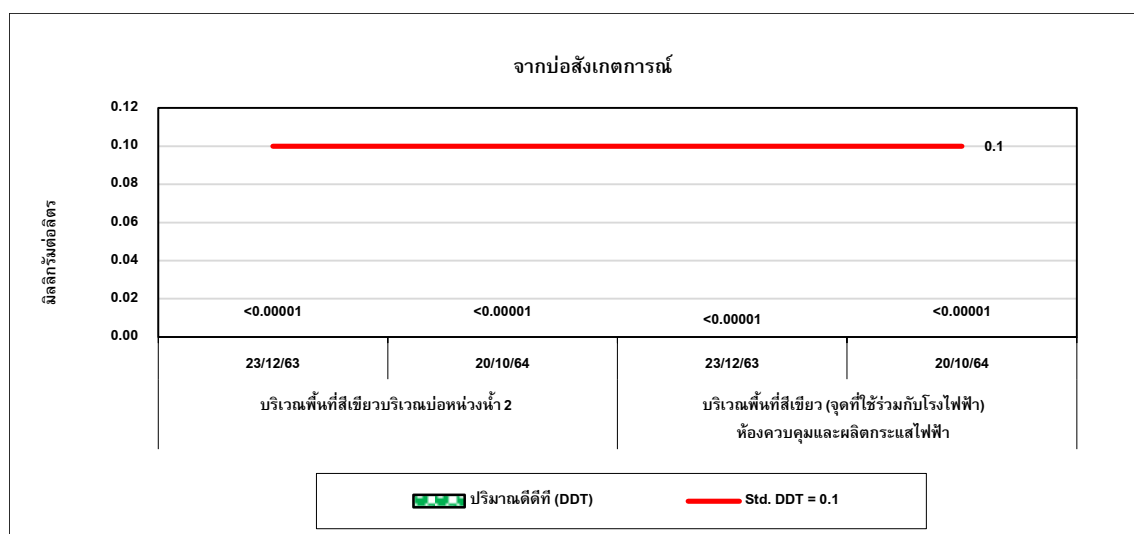 จากบ่อสังเกตการณ์
มิลลิกรัมต่อลิตร
0.12
0.10
0.08
0.06
0.04
0.02
0.00
0.1
<0.00001
<0.00001
<0.00001
<0.00001
23/12/63
20/10/64
23/12/63
20/10/64
บริเวณพื้นที่สีเขียวบริเวณบ่อหน่วงน้ำ 2
บริเวณพื้นที่สีเขียว (จุดที่ใช้ร่วมกับโรงไฟฟ้า)
ห้องควบคุมและผลิตกระแสไฟฟ้า
ปริมาณดีดีที (DDT)
Std. DDT = 0.1